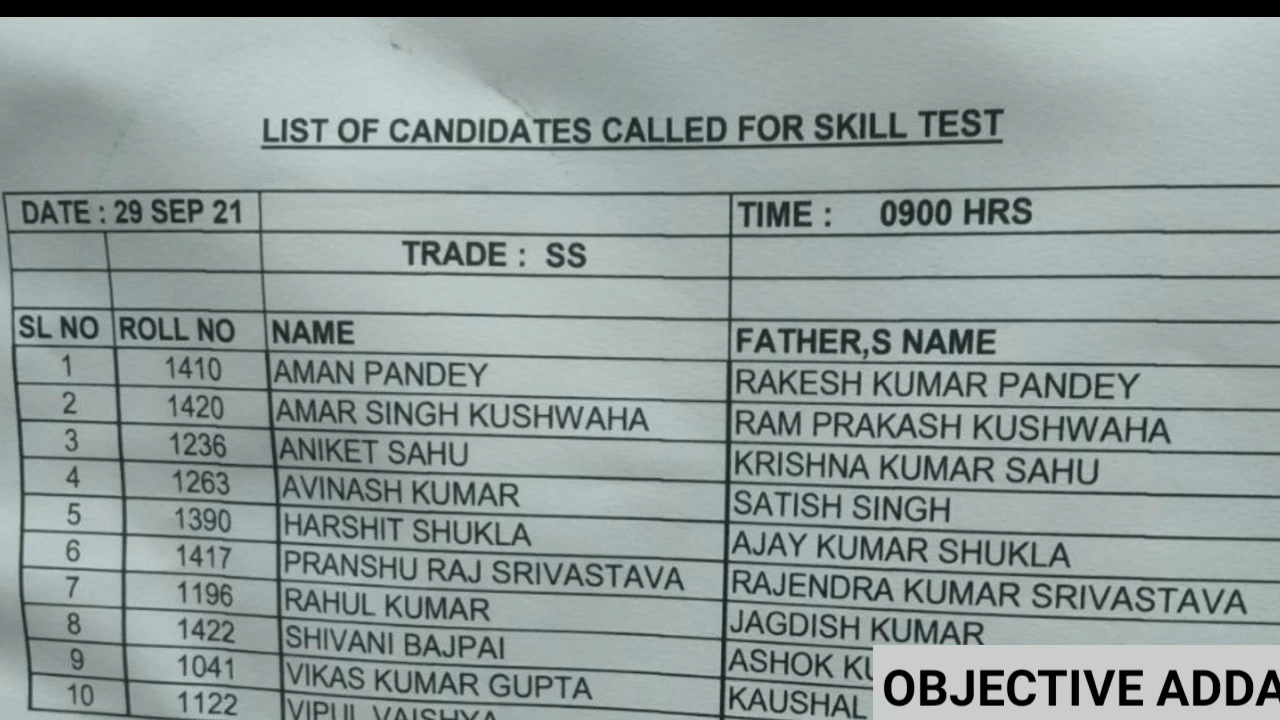 LIST OF CANDIDATES CALLED FOR SKILL TEST
DATE : 29 SEP 21 TIME : 0900 HRS
TRADE : SS
SL NO ROLL NO NAME FATHER,S NAME
1 1410 AMAN PANDEY RAKESH KUMAR PANDEY
2 1420 AMAR SINGH KUSHWAHA RAM PRAKASH KUSHWAHA
3 1236 ANIKET SAHU KRISHNA KUMAR SAHU
4 1263 AVINASH KUMAR SATISH SINGH
5 1390 HARSHIT SHUKLA AJAY KUMAR SHUKLA
6 1417 PRANSHU RAJ SRIVASTAVA RAJENDRA KUMAR SRIVASTAVA
7 1196 RAHUL KUMAR JAGDISH KUMAR
8 1422 SHIVANI BAJPAI ASHOK
9 1041 VIKAS KUMAR GUPTA KAUSHAL
10 1122 VIPUL VAISHYA
OBJECTIVE ADDA